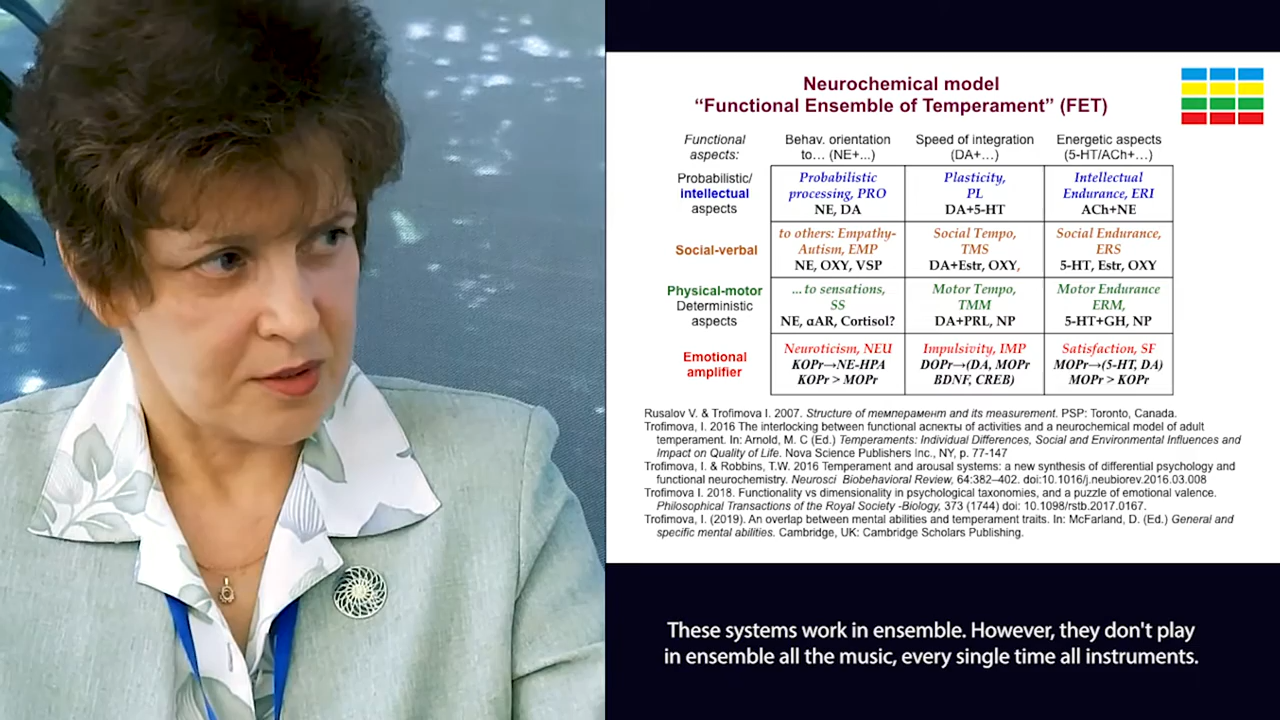 Neurochemical model
“Functional Ensemble of Temperament” (FET)
Functional aspects:
Behav. orientation to… (NE+...)
Speed of integration (DA+…)
Energetic aspects (5-HT/ACh+…)
Probabilistic/ intellectual aspects
Probabilistic processing, PRO
NE, DA
Plasticity, PL
DA+5-HT
Intellectual Endurance, ERI
ACh+NE
Social-verbal
to others: Empathy-Autism, EMP
NE, OXY, VSP
Social Tempo, TMS
DA+Estr, OXY,
Social Endurance, ERS
5-HT, Estr, OXY
Physical-motor Deterministic aspects
…to sensations, SS
NE, αAR, Cortisol?
Motor Tempo, TMM
DA+PRL, NP
Motor Endurance ERM,
5-HT+GH, NP
Emotional amplifier
Neuroticism, NEU
KOPr→NE-HPA
KOPr > MOPr
Impulsivity, IMP
DOPr→(DA, MOPr
BDNF, CREB)
Satisfaction, SF
MOPr→(5-HT, DA)
MOPr > KOPr
Rusalov V. & Trofimova I. 2007. Structure of темперамент and its measurement. PSP: Toronto, Canada.
Trofimova, I. 2016 The interlocking between functional аспекты of activities and a neurochemical model of adult
temperament. In: Arnold, M. C (Ed.) Temperaments: Individual Differences, Social and Environmental Influences and
Impact on Quality of Life. Nova Science Publishers Inc., NY, p. 77-147
Trofimova, I. & Robbins, T.W. 2016 Temperament and arousal systems: a new synthesis of differential psychology and
functional neurochemistry. Neurosci Biobehavioral Review, 64:382–402. doi:10.1016/j.neubiorev.2016.03.008
Trofimova I. 2018. Functionality vs dimensionality in psychological taxonomies, and a puzzle of emotional valence.
Philosophical Transactions of the Royal Society -Biology, 373 (1744) doi: 10.1098/rstb.2017.0167.
Trofimova, I. (2019). An overlap between mental abilities and temperament traits. In: McFarland, D. (Ed.) General and
specific mental abilities. Cambridge, UK: Cambridge Scholars Publishing.
These systems work in ensemble. However, they don't play
in ensemble all the music, every single time all instruments.